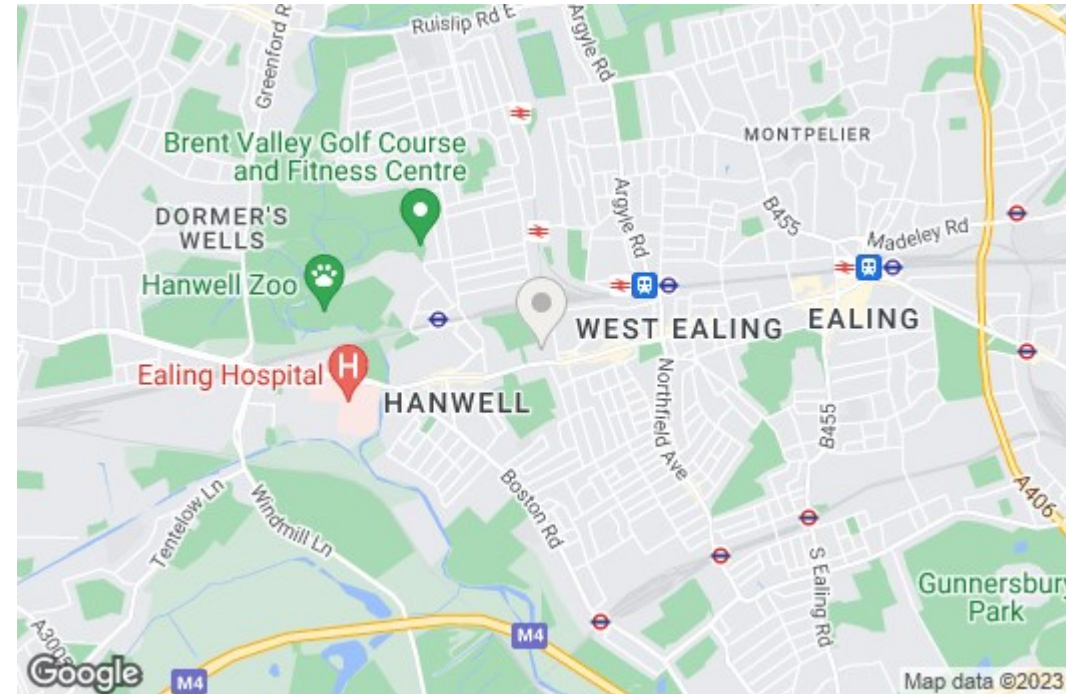 Ruislip Rd E
Greenford R
Argyle Rd
Brent Valley Golf Course
and Fitness Centre
MONTPELIER
DORMER'S
WELLS
Argyle Rd
B455
Madeley Rd
Hanwell Zoo
WEST EALING
EALING
Ealing Hospital
H
HANWELL
Northfield Ave
B455
Boston Rd
A406
Tentelow Ln
Windmill Ln
S Ealing Rd
Gunnersbury
Park
A3005
M4
M4
Google
Map data ©2023